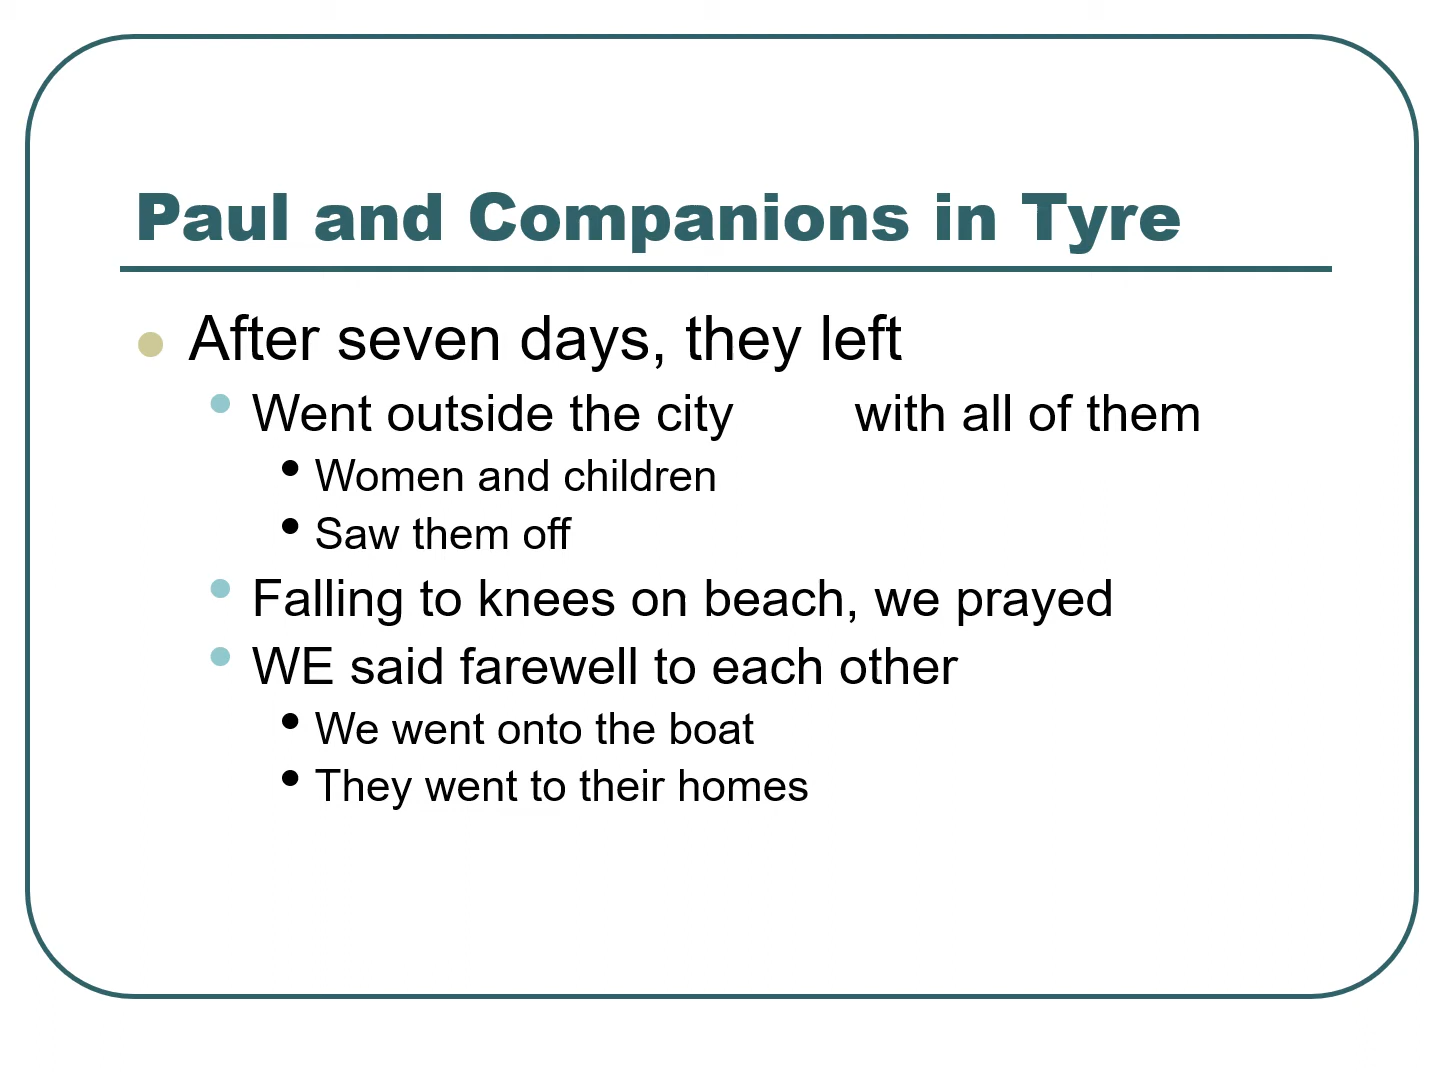 Paul and Companions in Tyre
After seven days, they left
Went outside the city with all of them
Women and children
Saw them off
Falling to knees on beach, we prayed
WE said farewell to each other
We went onto the boat
They went to their homes